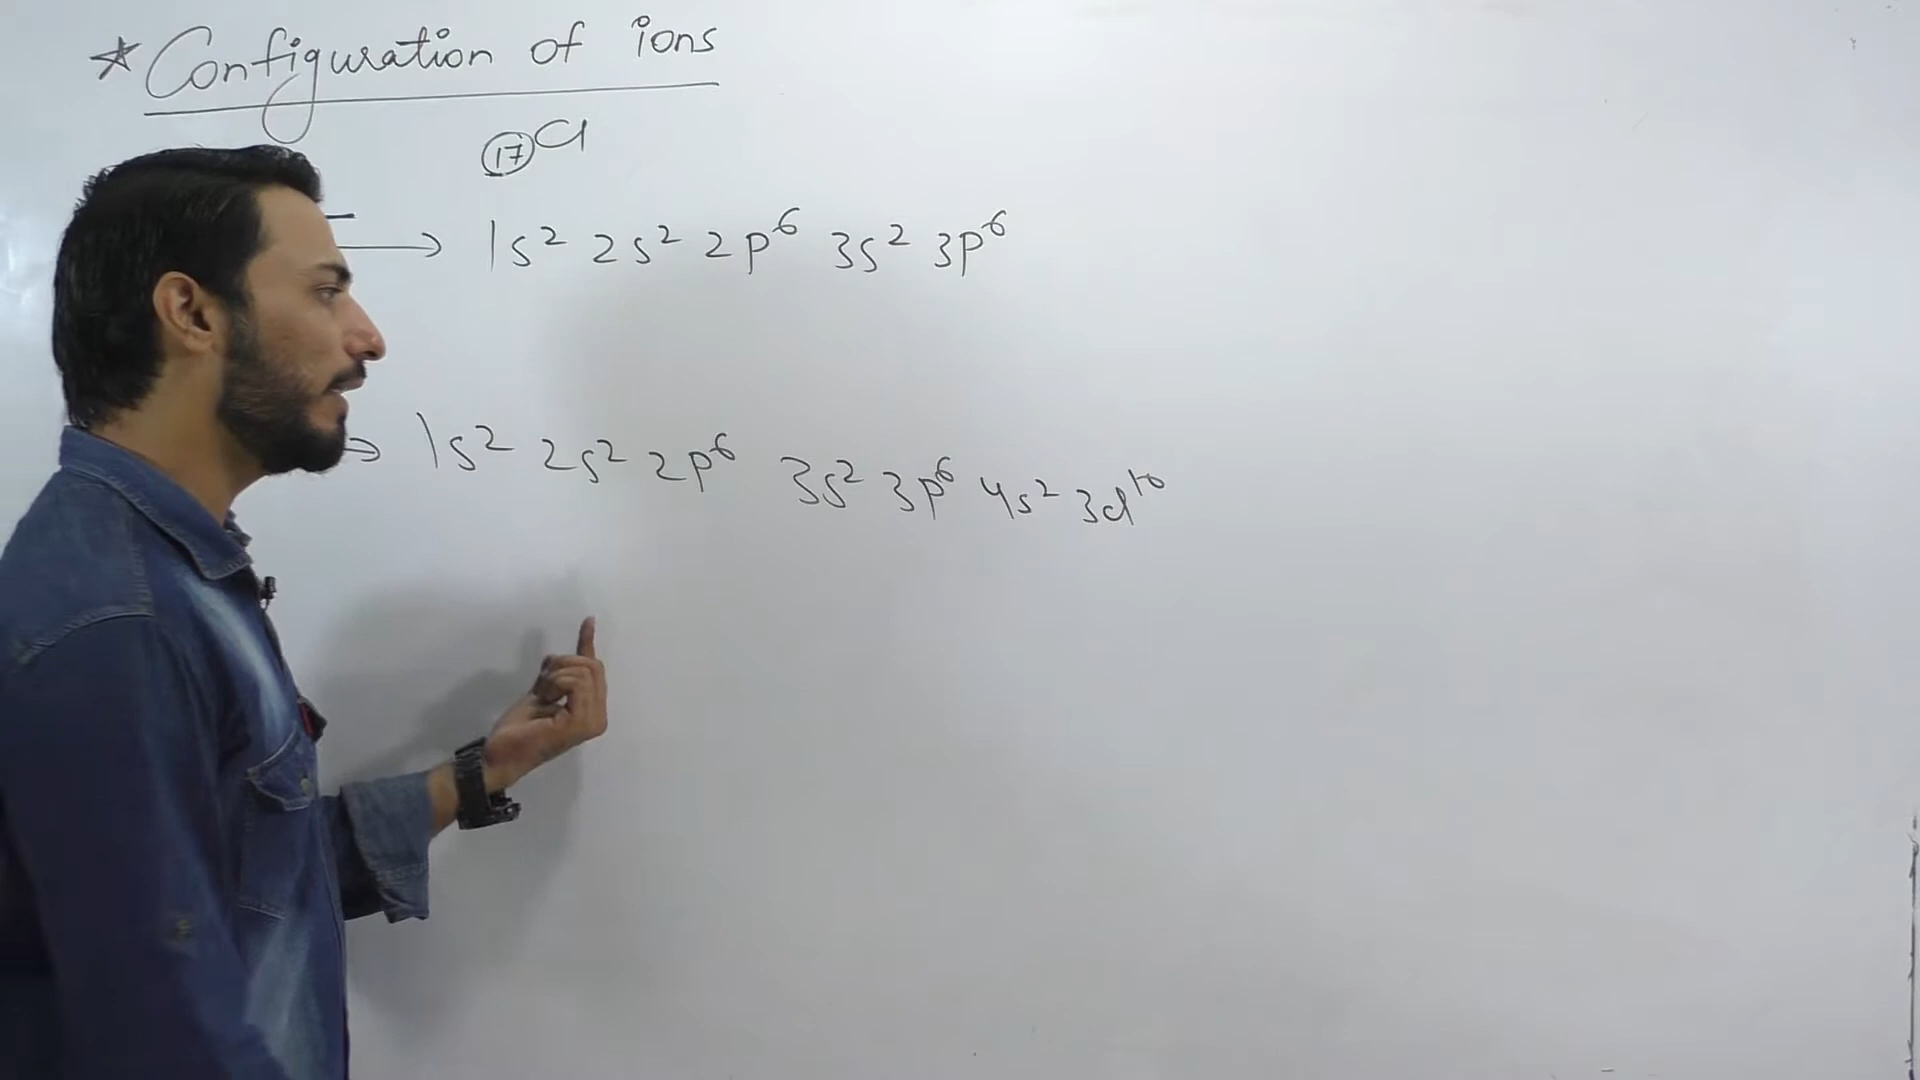 ★ Configuration of ions
17Cl
– → 1s² 2s² 2p⁶ 3s² 3p⁶
→ 1s² 2s² 2p⁶ 3s² 3p⁶ 4s² 3d¹⁰